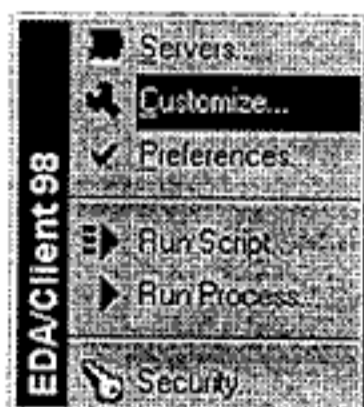 EDA/Client 98
Servers...
Customize...
Preferences...
Run Script...
Run Process...
Security...